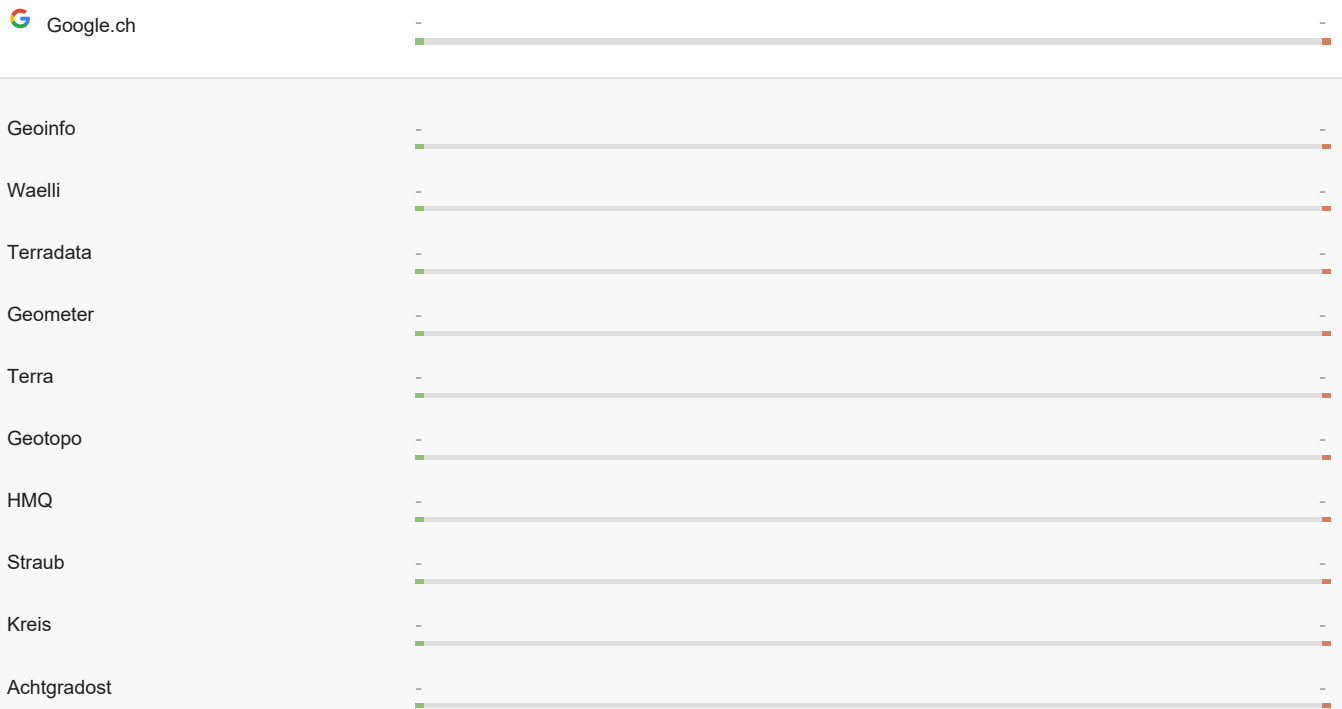 Google.ch - -
Geoinfo - -
Waelli - -
Terradata - -
Geometer - -
Terra - -
Geotopo - -
HMQ - -
Straub - -
Kreis - -
Achtgradost - -